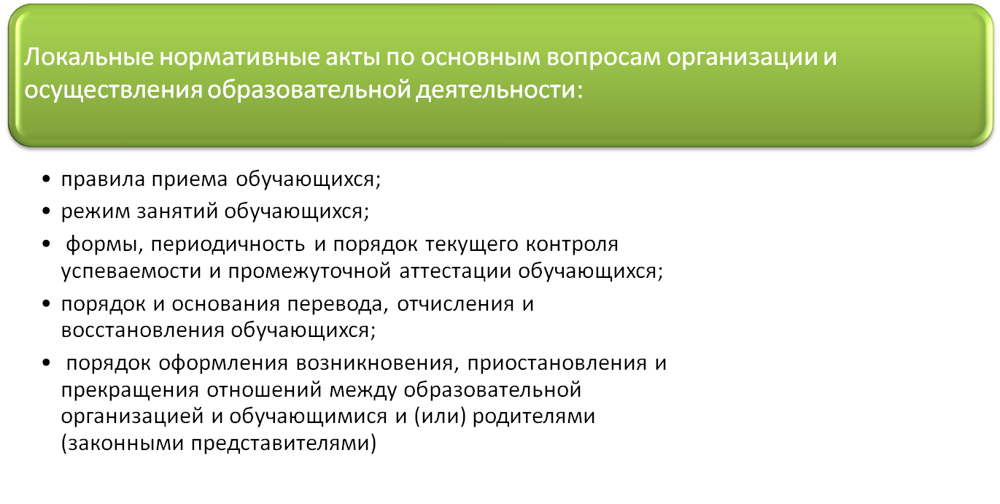 Локальные нормативные акты по основным вопросам организации и
осуществления образовательной деятельности:
• правила приема обучающихся;
• режим занятий обучающихся;
• формы, периодичность и порядок текущего контроля
успеваемости и промежуточной аттестации обучающихся;
• порядок и основания перевода, отчисления и
восстановления обучающихся;
• порядок оформления возникновения, приостановления и
прекращения отношений между образовательной
организацией и обучающимися и (или) родителями
(законными представителями)